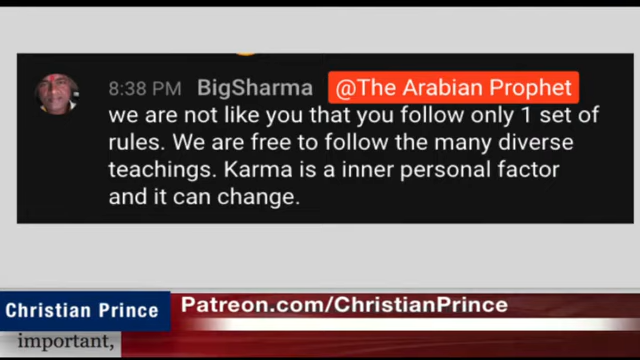 8:38 PM BigSharma @The Arabian Prophet
we are not like you that you follow only 1 set of
rules. We are free to follow the many diverse
teachings. Karma is a inner personal factor
and it can change.
Christian Prince
Patreon.com/ChristianPrince
important,